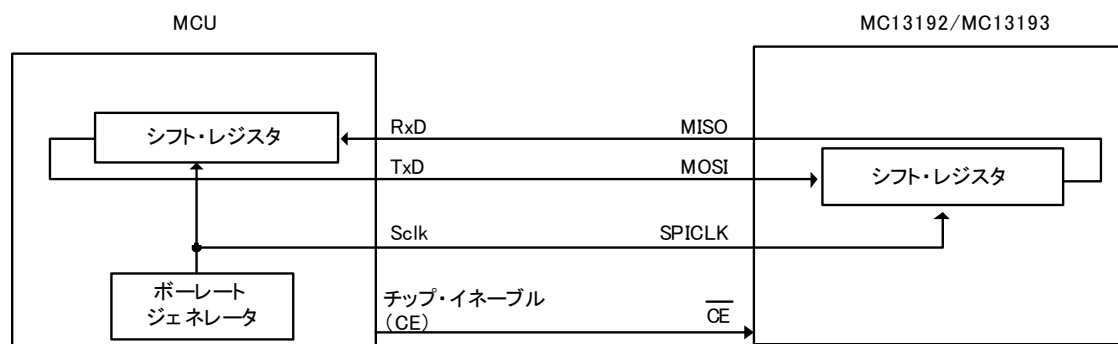 MCU
MC13192/MC13193
シフト・レジスタ
RxD
MISO
TxD
MOSI
シフト・レジスタ
Sclk
SPICLK
ボーレート
ジェネレータ
チップ・イネーブル
(CE)
CE